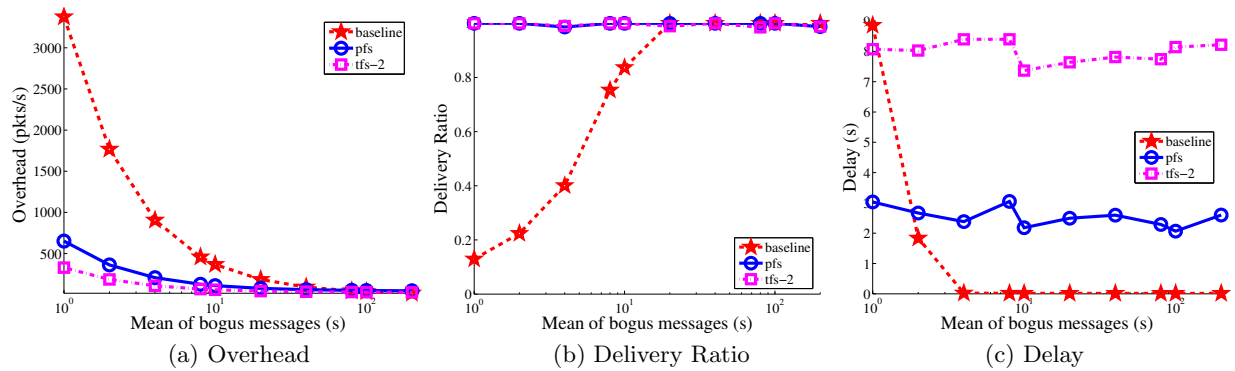 Overhead (pkts/s)
3500
3000
2500
2000
1500
1000
500
10^0
10^1
10^2
Mean of bogus messages (s)
baseline
pfs
tfs-2
(a) Overhead
Delivery Ratio
0.8
0.6
0.4
0.2
0
10^0
10^1
10^2
Mean of bogus messages (s)
baseline
pfs
tfs-2
(b) Delivery Ratio
Delay (s)
9
8
7
6
5
4
3
2
1
0
10^0
10^1
10^2
Mean of bogus messages (s)
baseline
pfs
tfs-2
(c) Delay